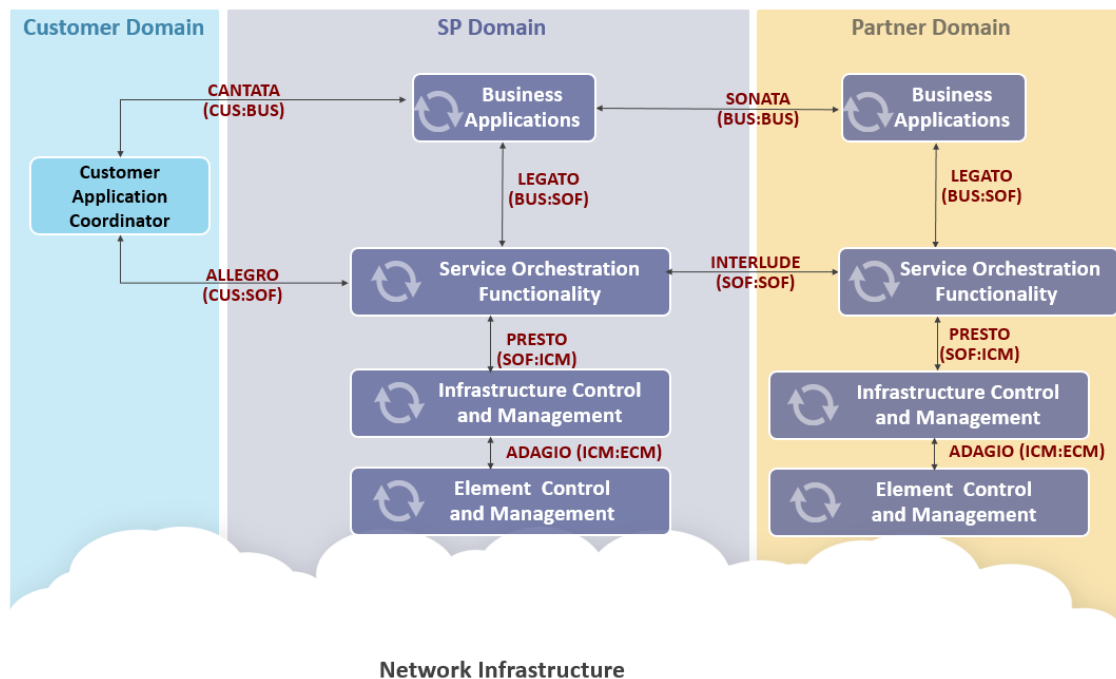 Customer Domain
SP Domain
Partner Domain
CANTATA
(CUS:BUS)
Business
Applications
SONATA
(BUS:BUS)
Business
Applications
Customer
Application
Coordinator
LEGATO
(BUS:SOF)
LEGATO
(BUS:SOF)
ALLEGRO
(CUS:SOF)
Service Orchestration
Functionality
INTERLUDE
(SOF:SOF)
Service Orchestration
Functionality
PRESTO
(SOF:ICM)
PRESTO
(SOF:ICM)
Infrastructure Control
and Management
Infrastructure Control
and Management
ADAGIO (ICM:ECM)
ADAGIO (ICM:ECM)
Element Control
and Management
Element Control
and Management
Network Infrastructure